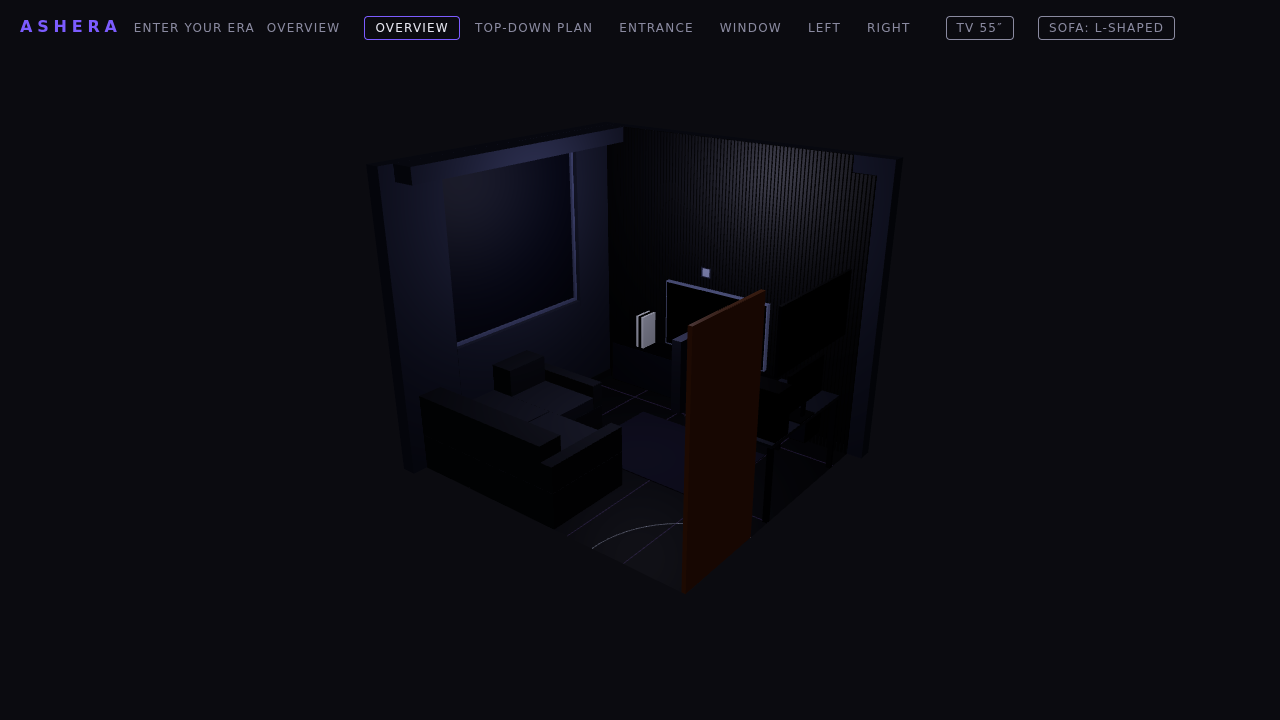 ASHERA ENTER YOUR ERA OVERVIEW OVERVIEW TOP-DOWN PLAN ENTRANCE WINDOW LEFT RIGHT TV 55″ SOFA: L-SHAPED